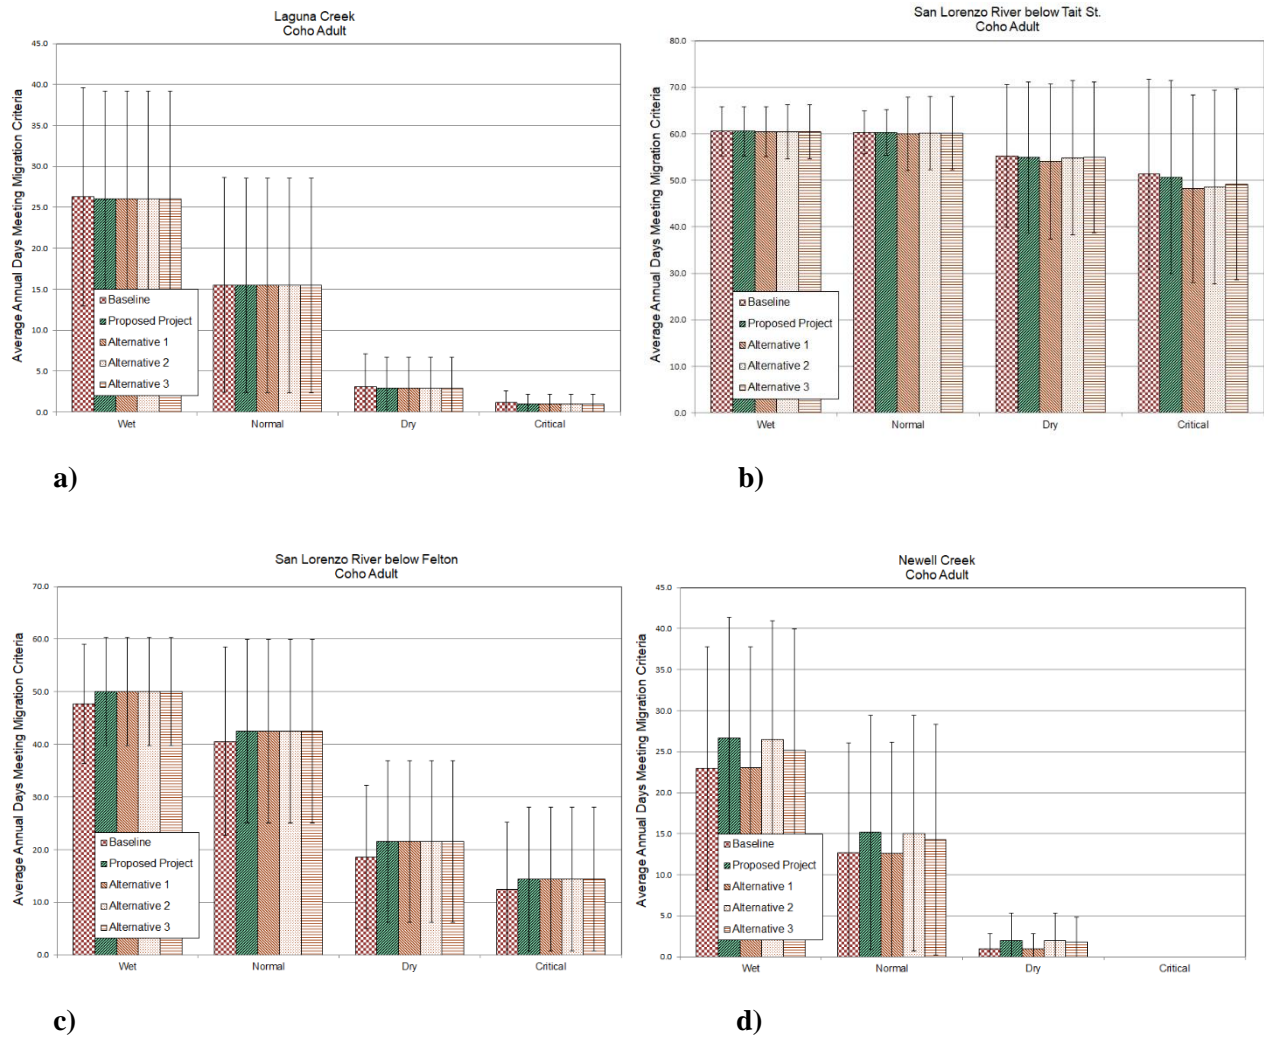 Laguna Creek
Coho Adult
Average Annual Days Meeting Migration Criteria
45.0
40.0
35.0
30.0
25.0
20.0
15.0
10.0
5.0
0.0
Baseline
Proposed Project
Alternative 1
Alternative 2
Alternative 3
Wet Normal Dry Critical
a)
San Lorenzo River below Tait St.
Coho Adult
Average Annual Days Meeting Migration Criteria
80.0
70.0
60.0
50.0
40.0
30.0
20.0
10.0
0.0
Baseline
Proposed Project
Alternative 1
Alternative 2
Alternative 3
Wet Normal Dry Critical
b)
San Lorenzo River below Felton
Coho Adult
Average Annual Days Meeting Migration Criteria
70.0
60.0
50.0
40.0
30.0
20.0
10.0
0.0
Baseline
Proposed Project
Alternative 1
Alternative 2
Alternative 3
Wet Normal Dry Critical
c)
Newell Creek
Coho Adult
Average Annual Days Meeting Migration Criteria
45.0
40.0
35.0
30.0
25.0
20.0
15.0
10.0
5.0
0.0
Baseline
Proposed Project
Alternative 1
Alternative 2
Alternative 3
Wet Normal Dry Critical
d)